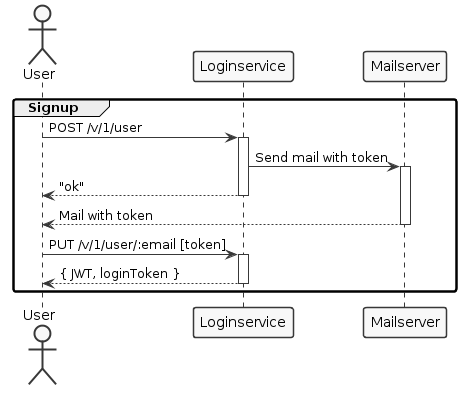 User
Loginservice
Mailserver
Signup
POST /v/1/user
Send mail with token
"ok"
Mail with token
PUT /v/1/user/:email [token]
{ JWT, loginToken }
User
Loginservice
Mailserver